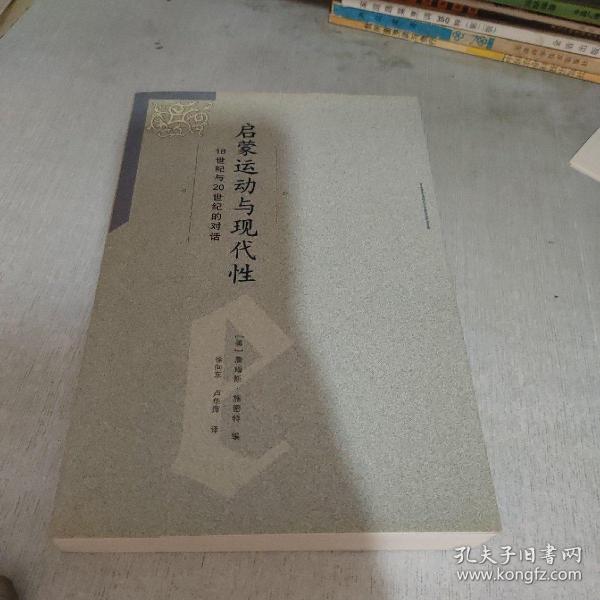 启蒙运动与现代性
18世纪与20世纪的对话
[美]詹姆斯·施密特 编
徐向东 卢华萍 译
孔夫子旧书网
www.kongfz.com